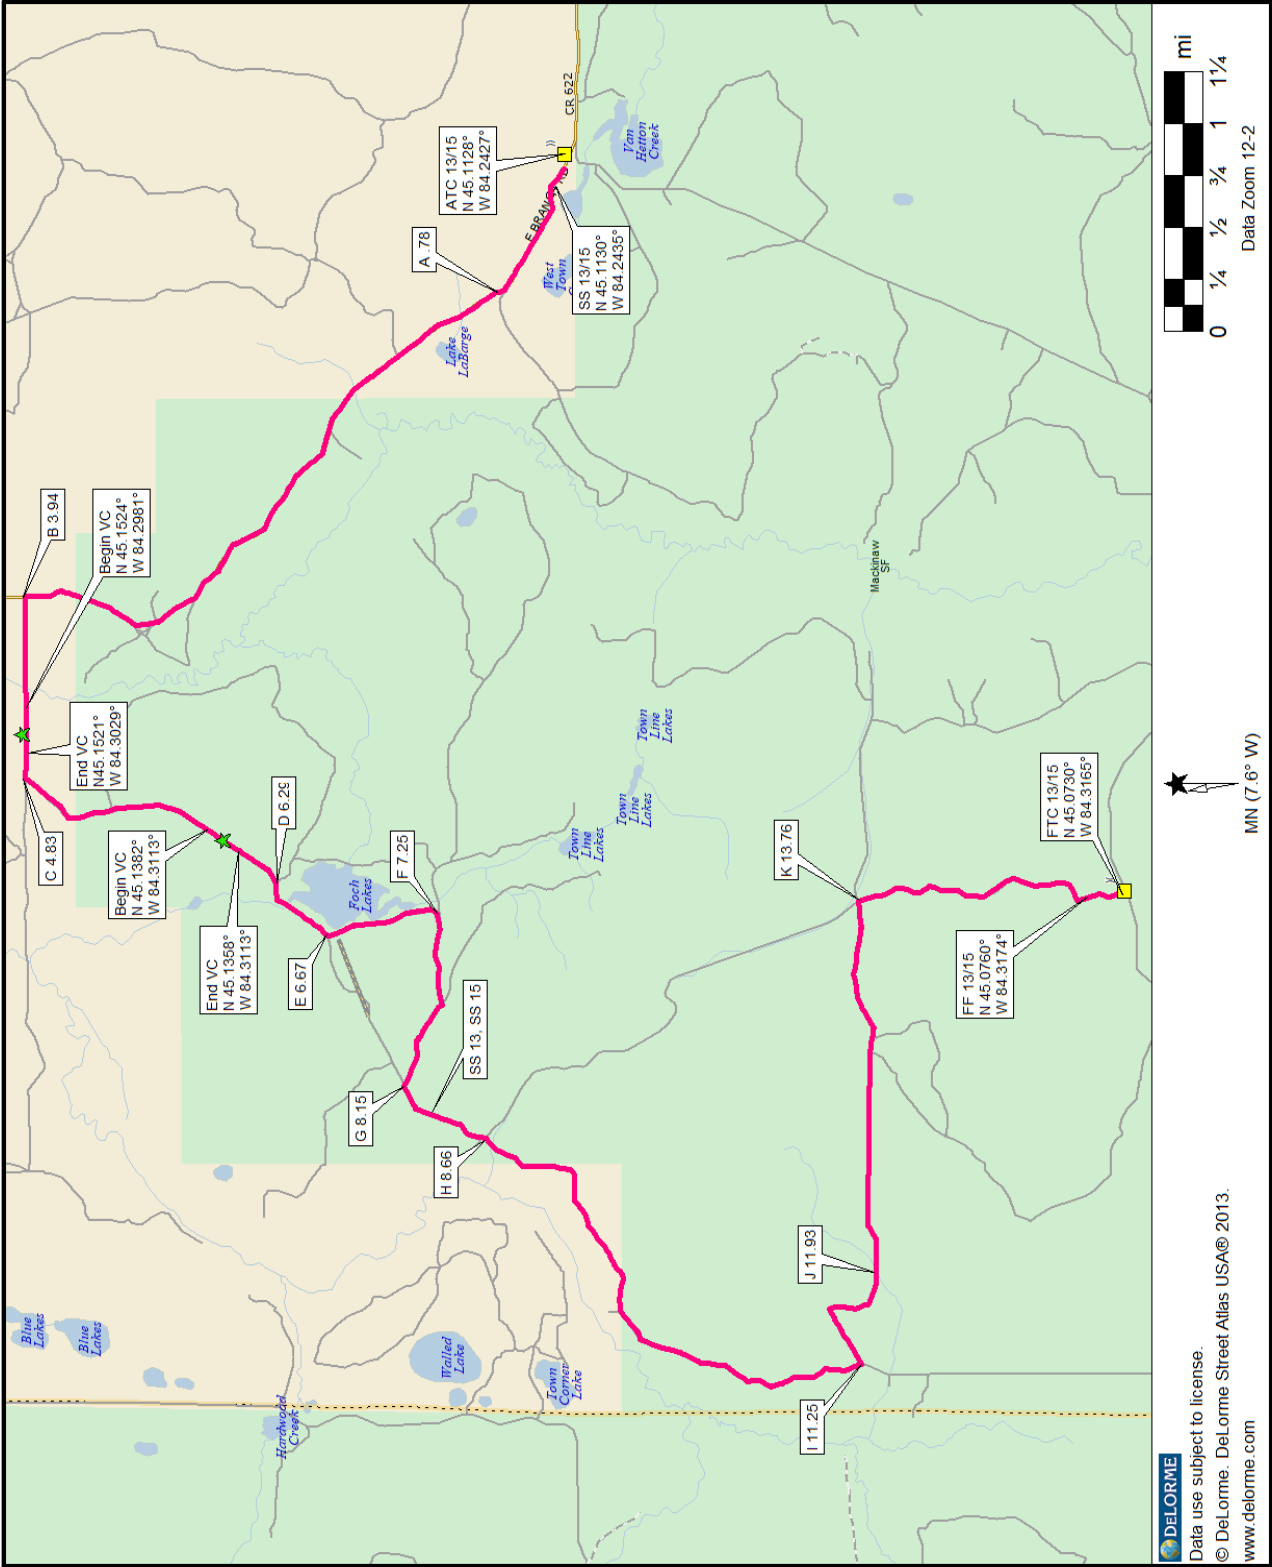 Blue
Lakes
Blue
Lakes
C 4.83
End VC
N45.1521°
W 84.3029°
Begin VC
N 45.1524°
W 84.2981°
B 3.94
Begin VC
N 45.1382°
W 84.3113°
End VC
N 45.1358°
W 84.3113°
D 6.29
Hardwood
Creek
E 6.67
Foch
Lakes
G 8.15
F 7.25
A .78
Walled
Lake
H 8.66
SS 13, SS 15
Lake
LaBarge
ATC 13/15
N 45.1128°
W 84.2427°
E BRAN
CR 622
Town
Corner
Lake
West
Town
SS 13/15
N 45.1130°
W 84.2435°
Van
Hetton
Creek
Town
Line
Lakes
Town
Line
Lakes
Town
Line
Lakes
K 13.76
J 11.93
I 11.25
Mackinaw
SF
FF 13/15
N 45.0760°
W 84.3174°
FTC 13/15
N 45.0730°
W 84.3165°
DELORME
Data use subject to license.
© DeLorme. DeLorme Street Atlas USA® 2013.
www.delorme.com
MN (7.6° W)
mi
0 ¼ ½ ¾ 1 1¼
Data Zoom 12-2